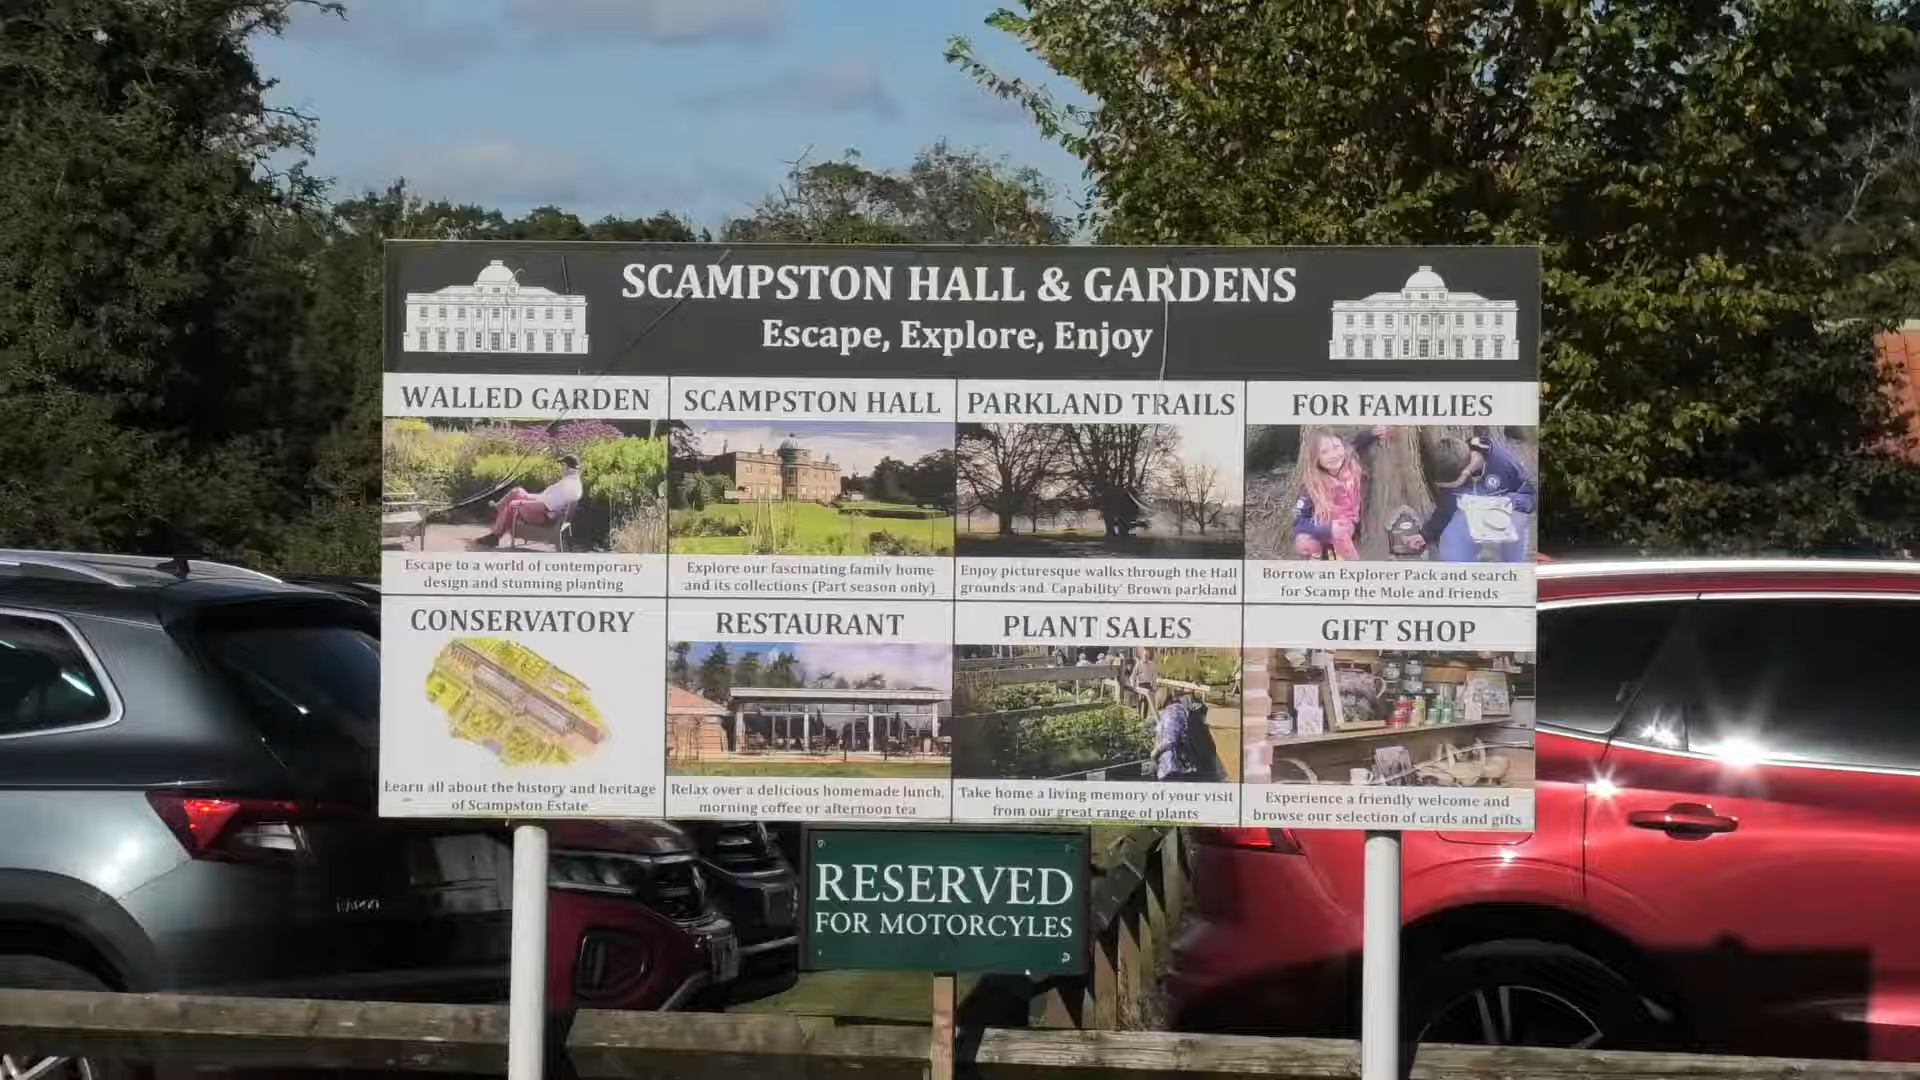 SCAMPSTON HALL & GARDENS
Escape, Explore, Enjoy
WALLED GARDEN
Escape to a world of contemporary
design and stunning planting
SCAMPSTON HALL
Explore our fascinating family home
and its collections (Part season only)
PARKLAND TRAILS
Enjoy picturesque walks through the Hall
grounds and 'Capability' Brown parkland
FOR FAMILIES
Borrow an Explorer Pack and search
for Scamp the Mole and friends
CONSERVATORY
Learn all about the history and heritage
of Scampston Estate
RESTAURANT
Relax over a delicious homemade lunch,
morning coffee or afternoon tea
PLANT SALES
Take home a living memory of your visit
from our great range of plants
GIFT SHOP
Experience a friendly welcome and
browse our selection of cards and gifts
RESERVED
FOR MOTORCYLES